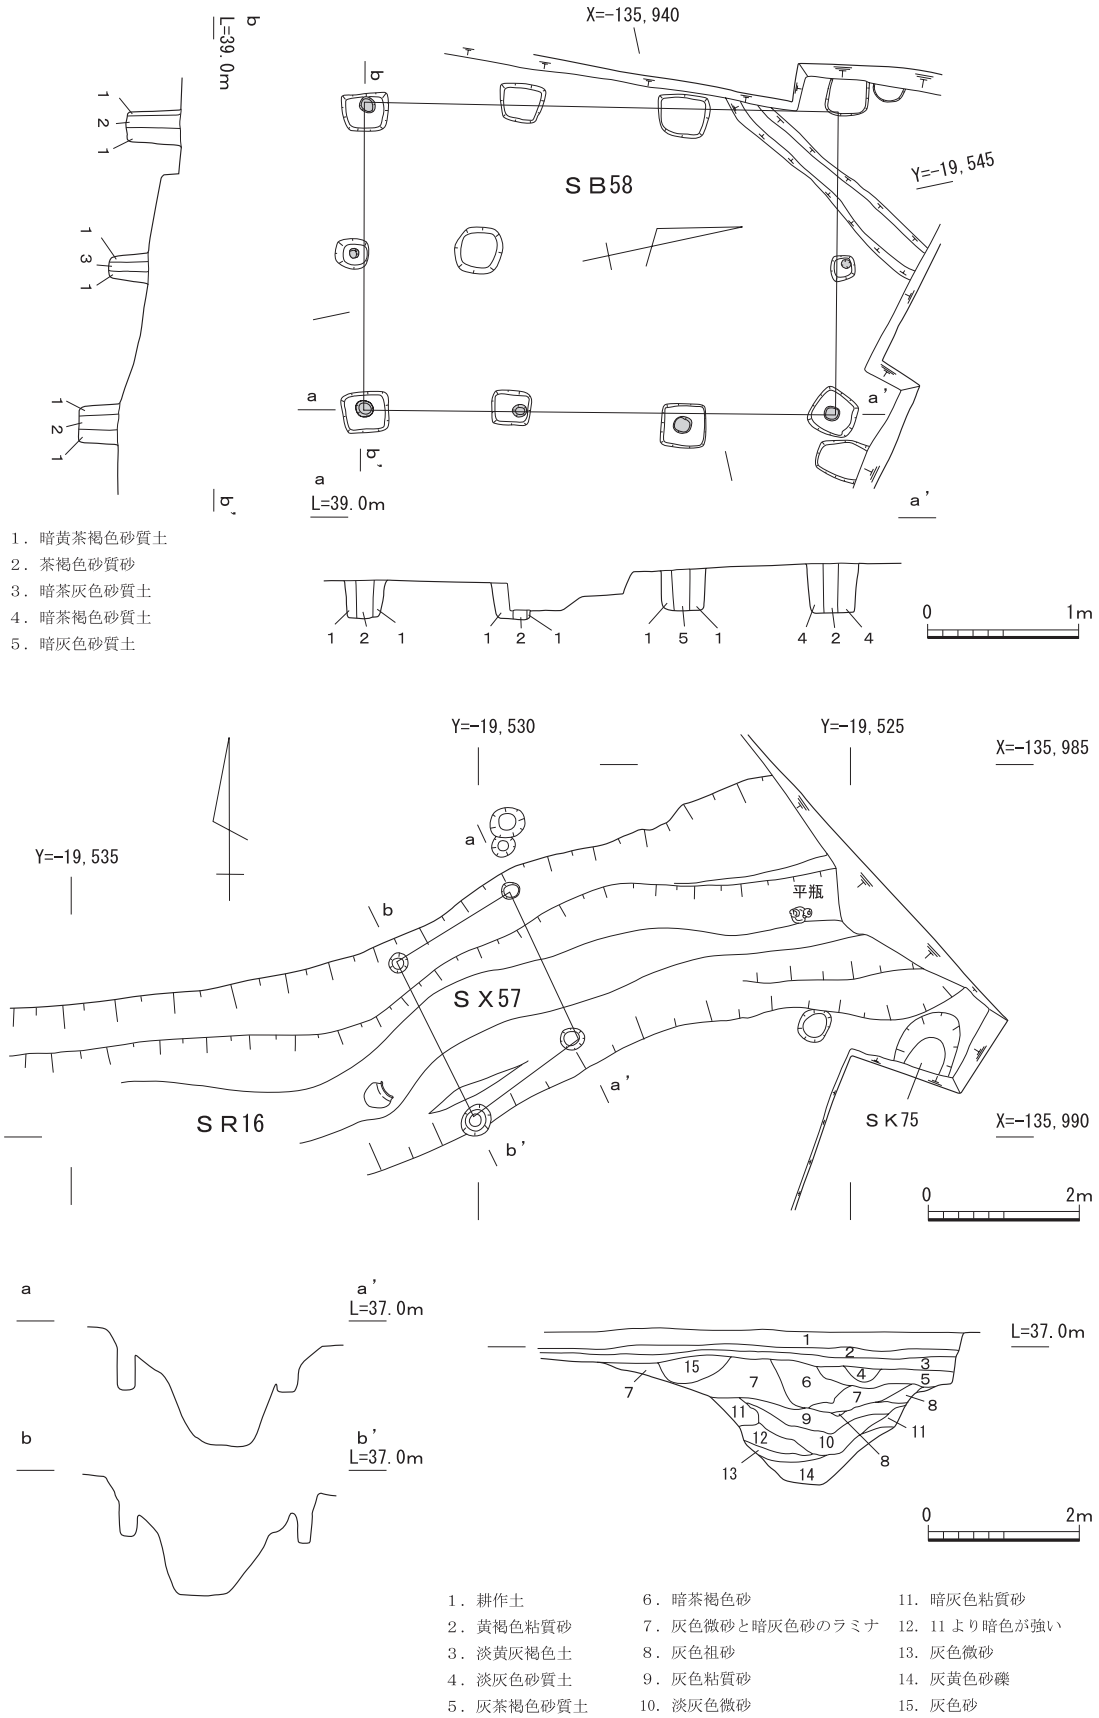 X=-135,940
b
L=39.0m
b
1
2
1
Y=-19,545
SB58
1
3
1
1
2
1
a
a'
b'
b'
a
L=39.0m
a'
1. 暗黄茶褐色砂質土
2. 茶褐色砂質砂
3. 暗茶灰色砂質土
4. 暗茶褐色砂質土
5. 暗灰色砂質土
1 2 1 1 2 1 1 5 1 4 2 4
0 1m
Y=-19,530
Y=-19,525
X=-135,985
Y=-19,535
a
平瓶
b
SX57
a'
SR16
SK75
X=-135,990
b'
0 2m
a
a'
L=37.0m
L=37.0m
1
2
3
15
4
5
7
6
7
7
8
11
9
11
12
10
8
13
14
b
b'
L=37.0m
0 2m
1. 耕作土
2. 黄褐色粘質砂
3. 淡黄灰褐色土
4. 淡灰色砂質土
5. 灰茶褐色砂質土
6. 暗茶褐色砂
7. 灰色微砂と暗灰色砂のラミナ
8. 灰色祖砂
9. 灰色粘質砂
10. 淡灰色微砂
11. 暗灰色粘質砂
12. 11より暗色が強い
13. 灰色微砂
14. 灰黄色砂礫
15. 灰色砂